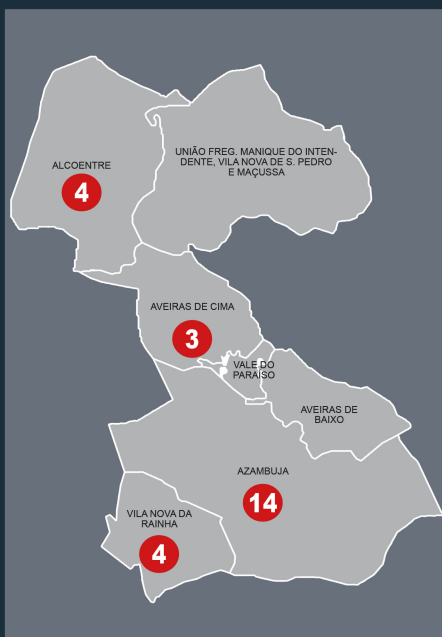 UNIÃO FREG. MANIQUE DO INTEN-
DENTE, VILA NOVA DE S. PEDRO
E MAÇUSSA
ALCOENTRE
4
AVEIRAS DE CIMA
3
VALE DO
PARAÍSO
AVEIRAS DE
BAIXO
AZAMBUJA
14
VILA NOVA DA
RAINHA
4